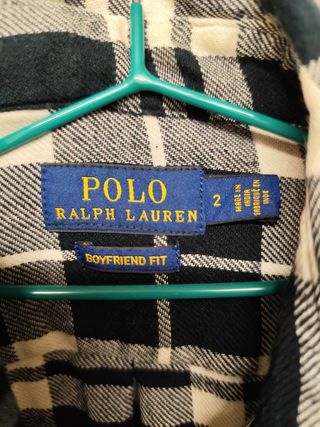 POLO
RALPH LAUREN
2
MADE IN
INDIA
FABRIQUÉ EN
INDE
BOYFRIEND FIT